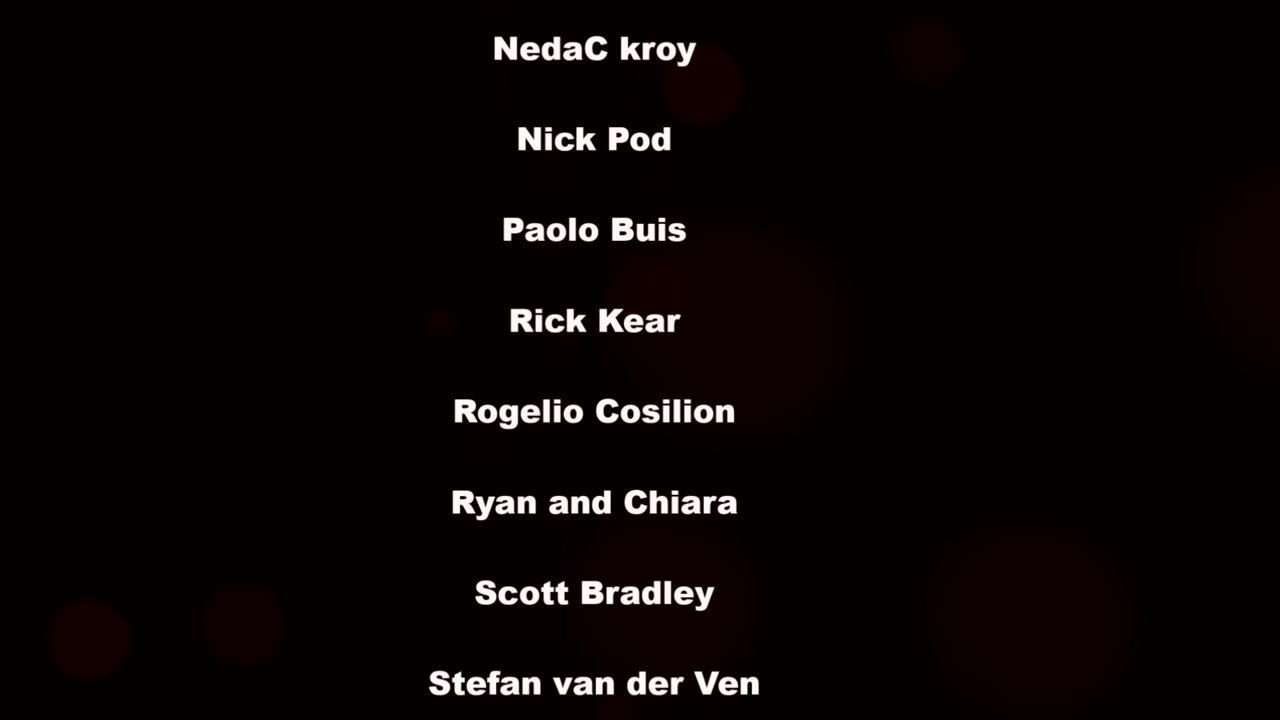 NedaC kroy
Nick Pod
Paolo Buis
Rick Kear
Rogelio Cosilion
Ryan and Chiara
Scott Bradley
Stefan van der Ven